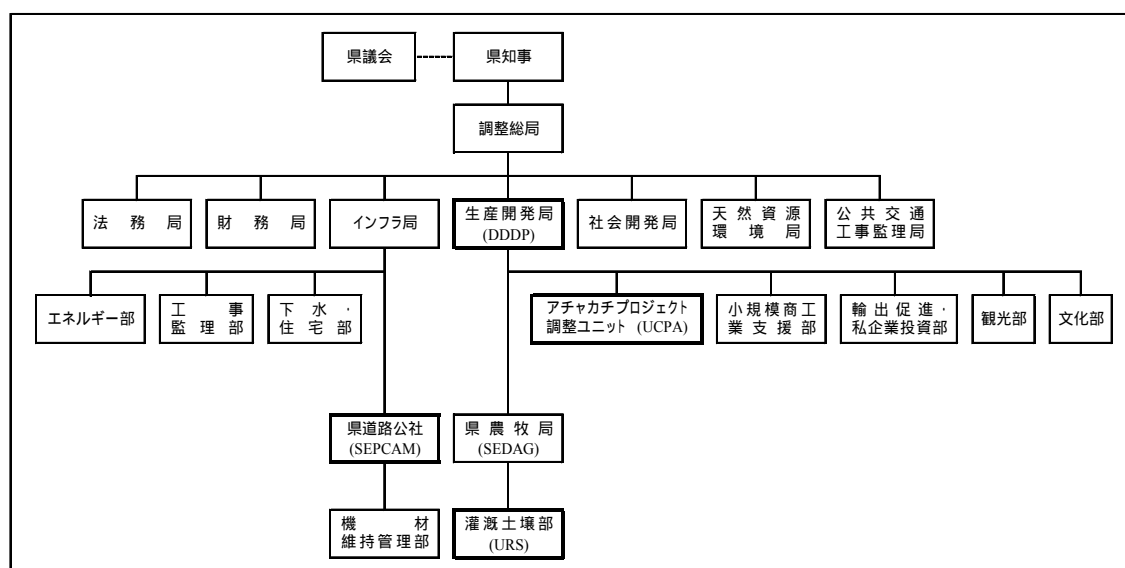 県議会
県知事
調整総局
法務局
財務局
インフラ局
生産開発局
(DDDP)
社会開発局
天然資源
環境局
公共交通
工事監理局
エネルギー部
工事
監理部
下水・
住宅部
アチャカチプロジェクト
調整ユニット (UCPA)
小規模商工
業支援部
輸出促進・
私企業投資部
観光部
文化部
県道路公社
(SEPCAM)
県農牧局
(SEDAG)
機材
維持管理部
灌漑土壌部
(URS)